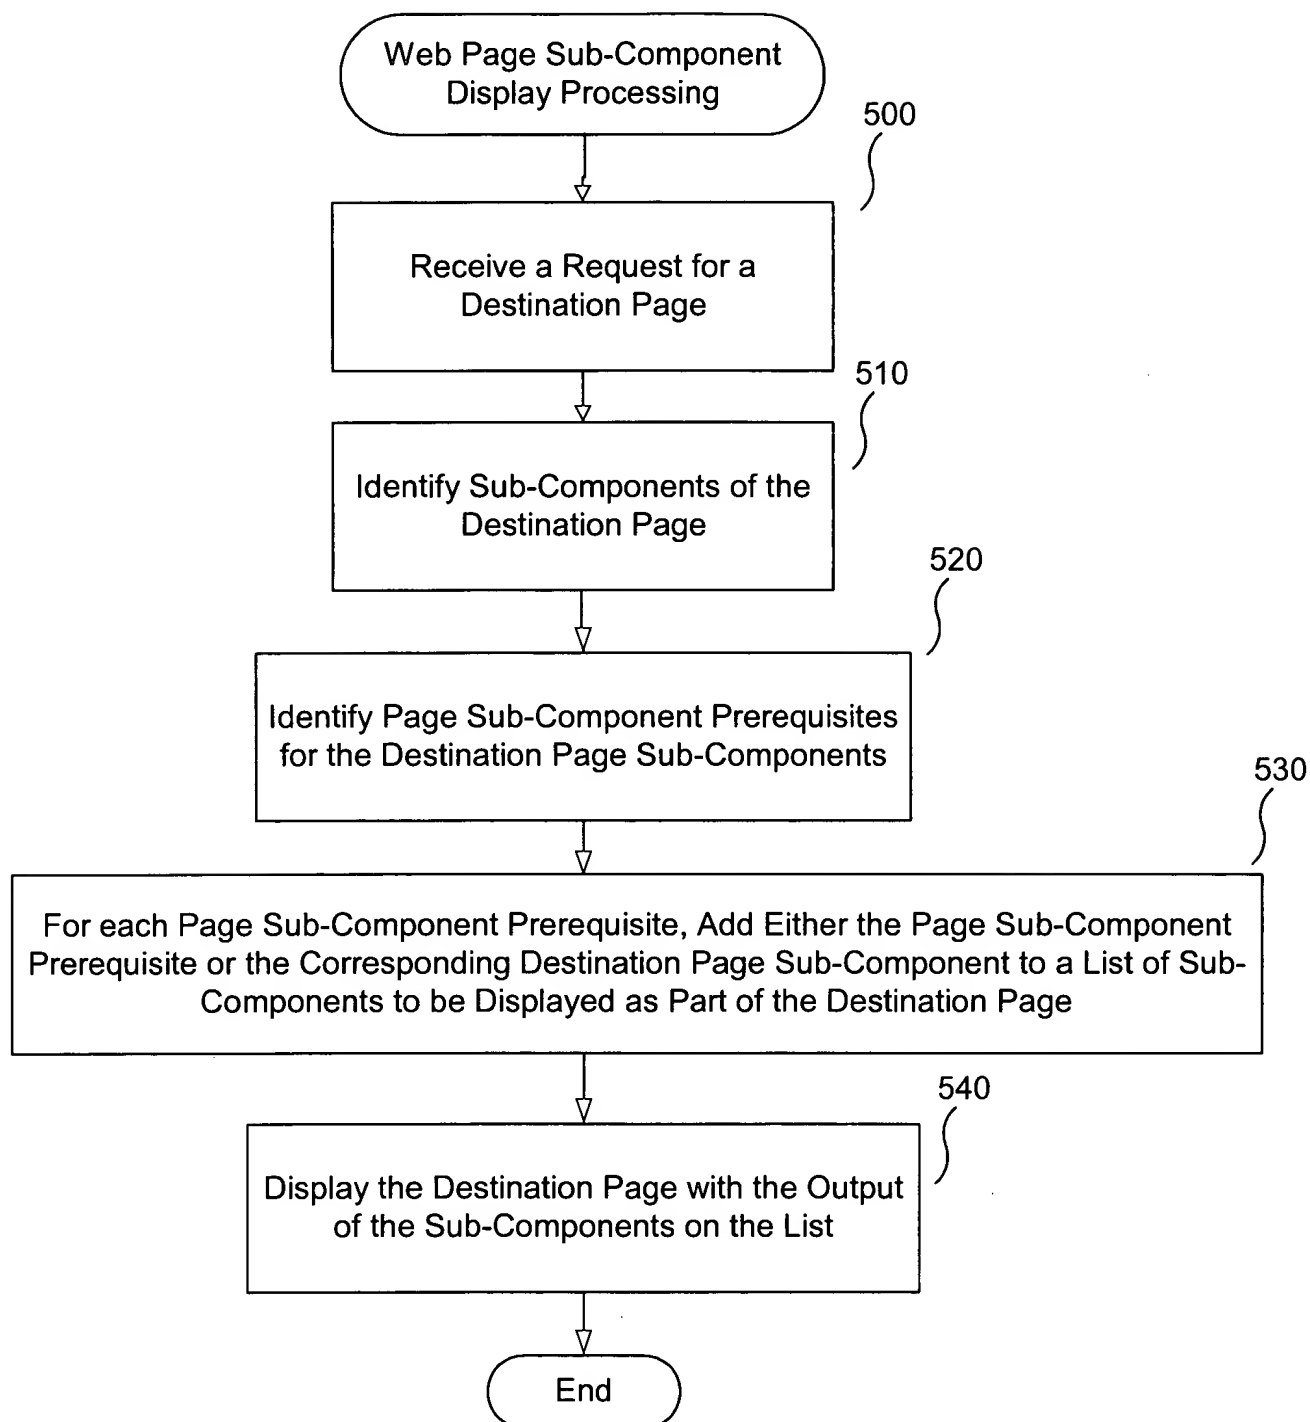 Web Page Sub-Component
Display Processing
500
Receive a Request for a
Destination Page
510
Identify Sub-Components of the
Destination Page
520
Identify Page Sub-Component Prerequisites
for the Destination Page Sub-Components
530
For each Page Sub-Component Prerequisite, Add Either the Page Sub-Component
Prerequisite or the Corresponding Destination Page Sub-Component to a List of Sub-
Components to be Displayed as Part of the Destination Page
540
Display the Destination Page with the Output
of the Sub-Components on the List
End